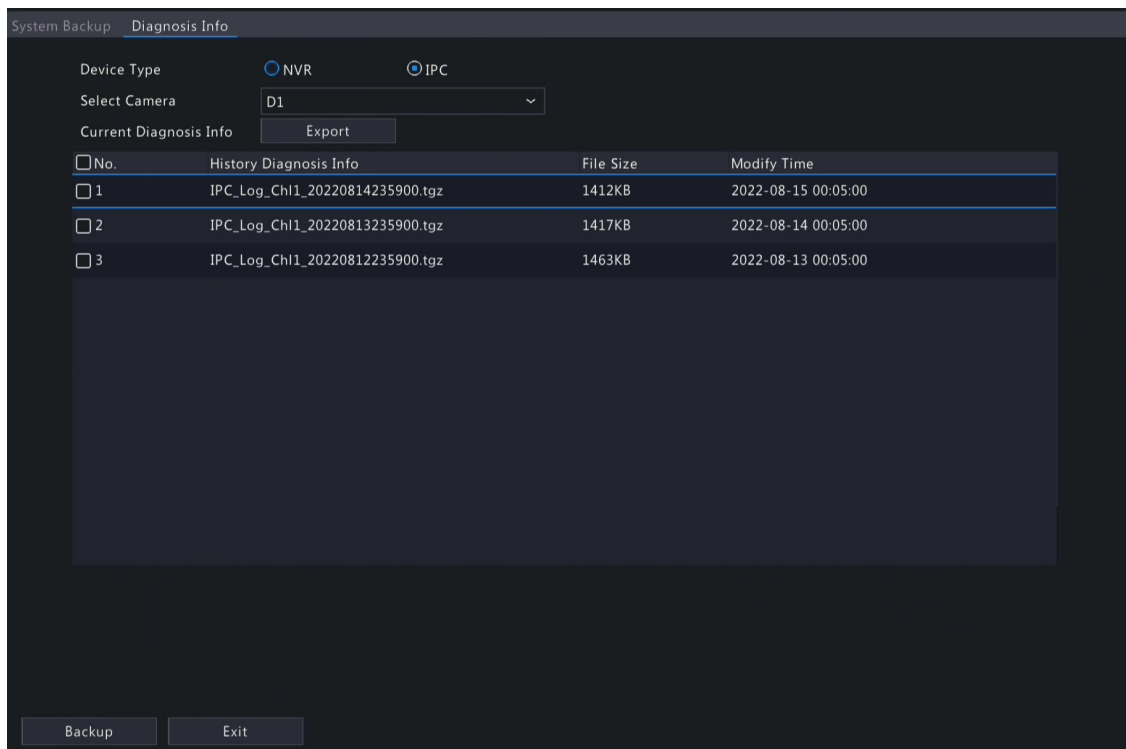 System Backup Diagnosis Info
Device Type NVR IPC
Select Camera D1
Current Diagnosis Info Export
No. History Diagnosis Info File Size Modify Time
1 IPC_Log_Chl1_20220814235900.tgz 1412KB 2022-08-15 00:05:00
2 IPC_Log_Chl1_20220813235900.tgz 1417KB 2022-08-14 00:05:00
3 IPC_Log_Chl1_20220812235900.tgz 1463KB 2022-08-13 00:05:00
Backup Exit